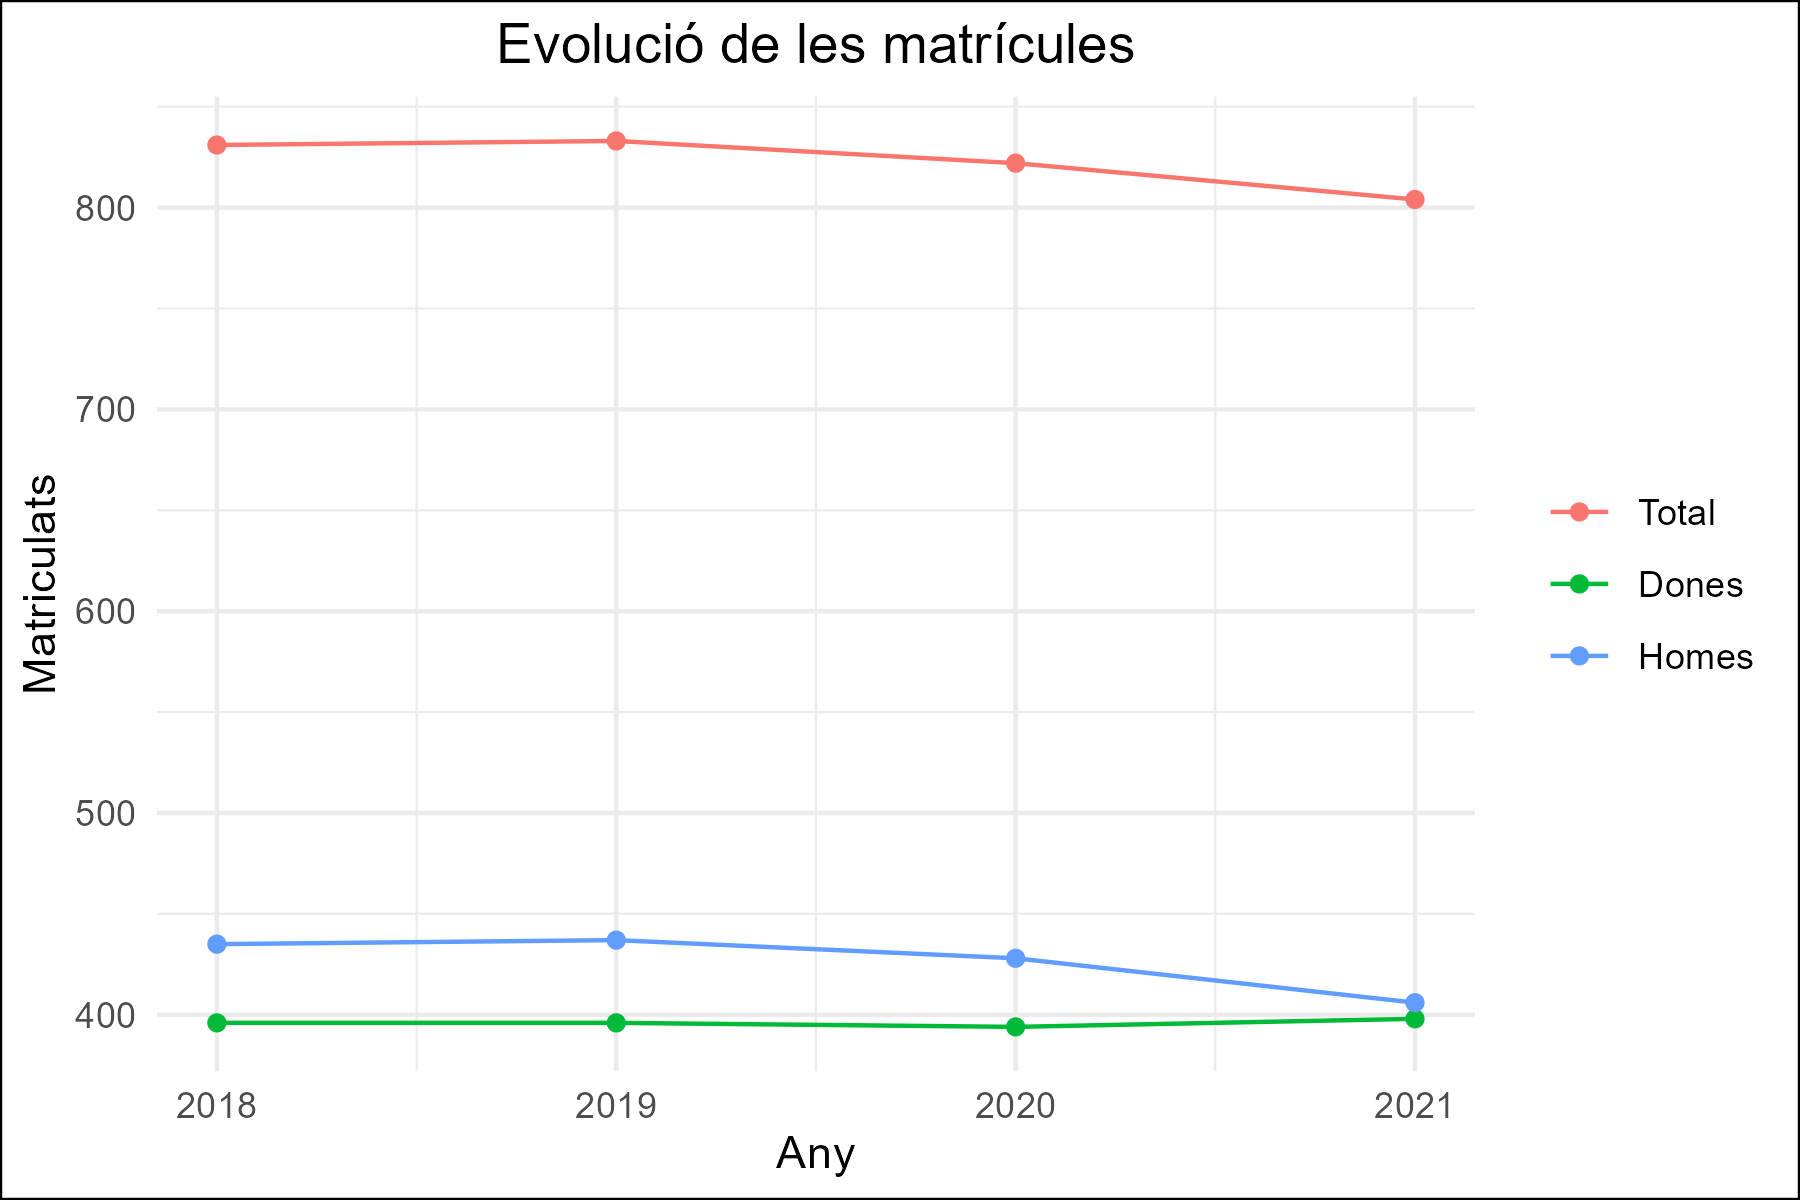 Evolució de les matrícules
Matriculats
800
700
600
500
400
2018 2019 2020 2021
Any
Total
Dones
Homes